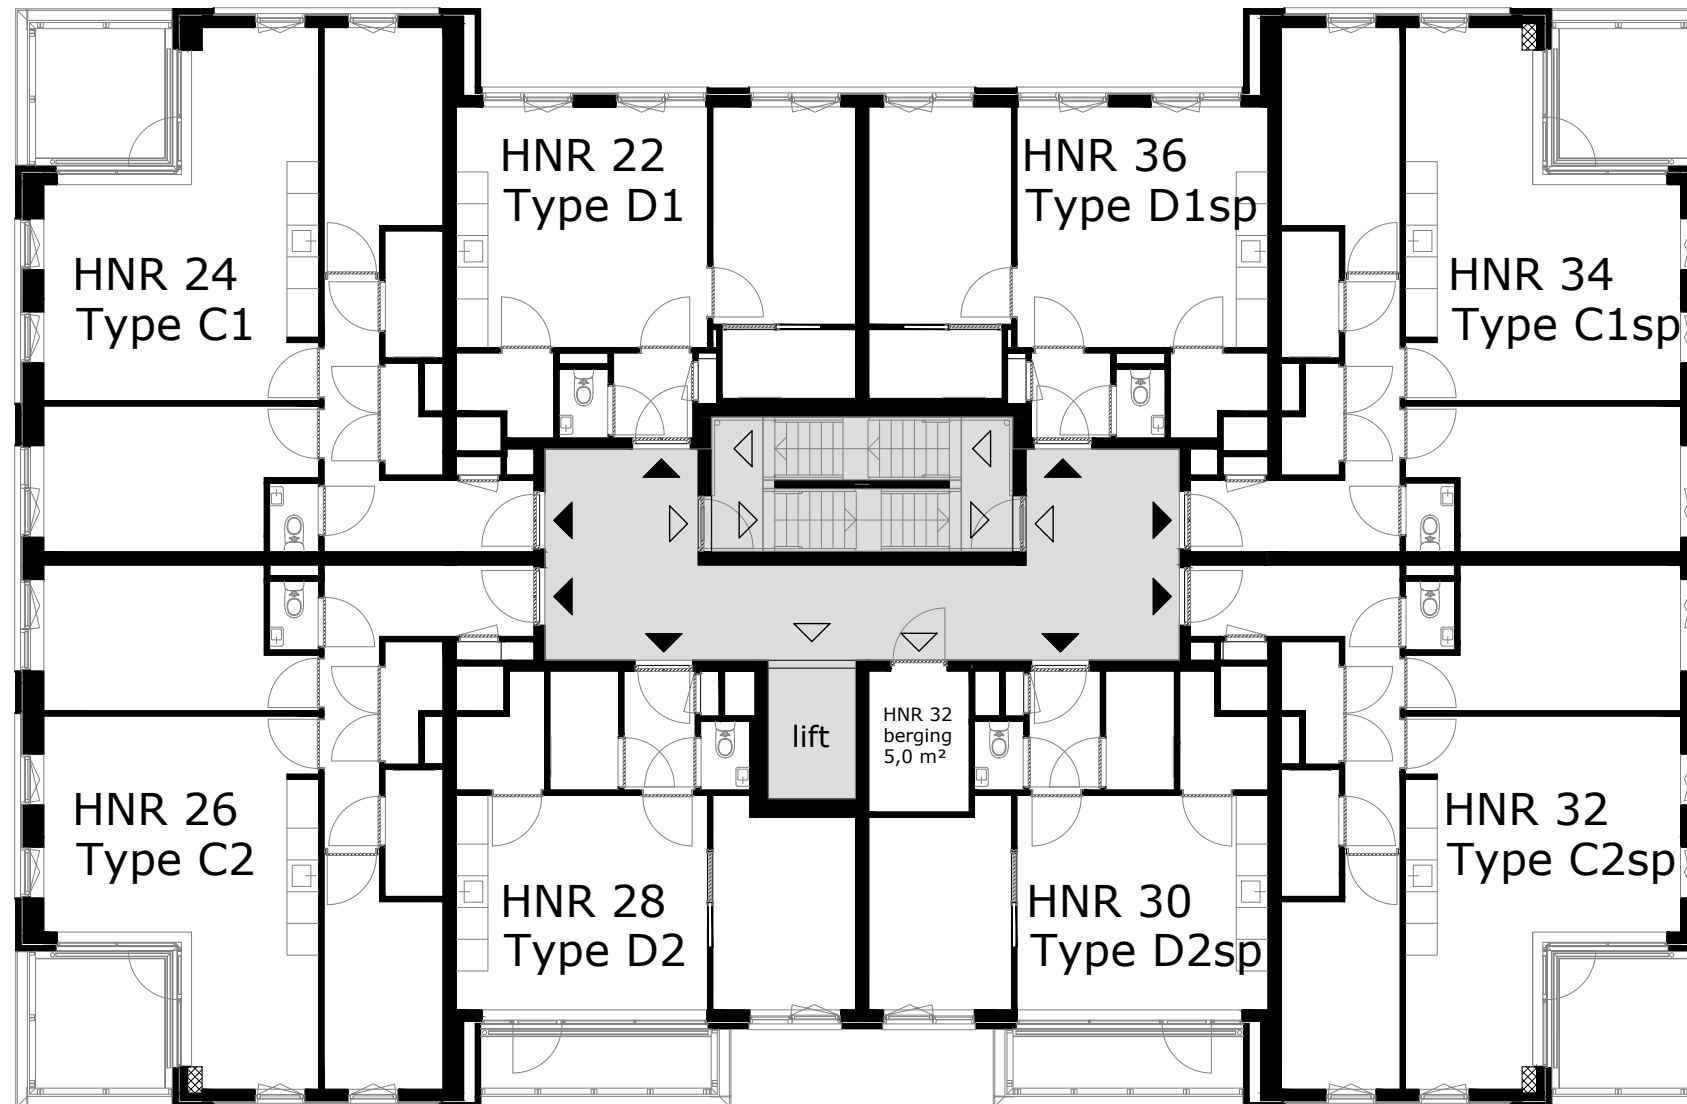 HNR 22
Type D1
HNR 36
Type D1sp
HNR 24
Type C1
HNR 34
Type C1sp
lift
HNR 32
berging
5,0 m²
HNR 26
Type C2
HNR 32
Type C2sp
HNR 28
Type D2
HNR 30
Type D2sp